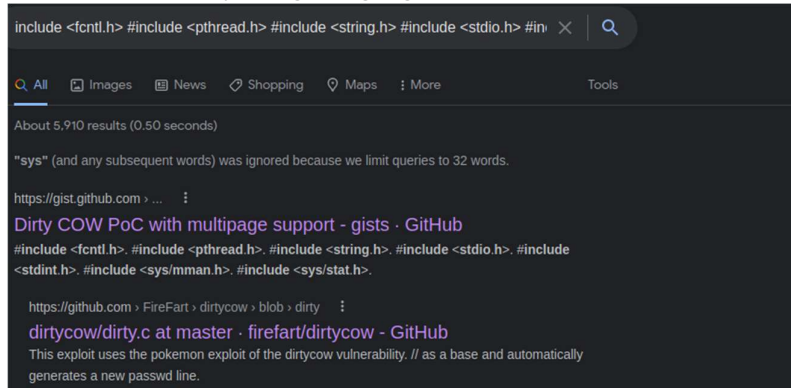 include <fcntl.h> #include <pthread.h> #include <string.h> #include <stdio.h> #in
All Images News Shopping Maps More Tools
About 5,910 results (0.50 seconds)
"sys" (and any subsequent words) was ignored because we limit queries to 32 words.
https://gist.github.com › ...
Dirty COW PoC with multipage support - gists · GitHub
#include <fcntl.h>. #include <pthread.h>. #include <string.h>. #include <stdio.h>. #include
<stdint.h>. #include <sys/mman.h>. #include <sys/stat.h>.
https://github.com › FireFart › dirtycow › blob › dirty
dirtycow/dirty.c at master · firefart/dirtycow - GitHub
This exploit uses the pokemon exploit of the dirtycow vulnerability. // as a base and automatically
generates a new passwd line.